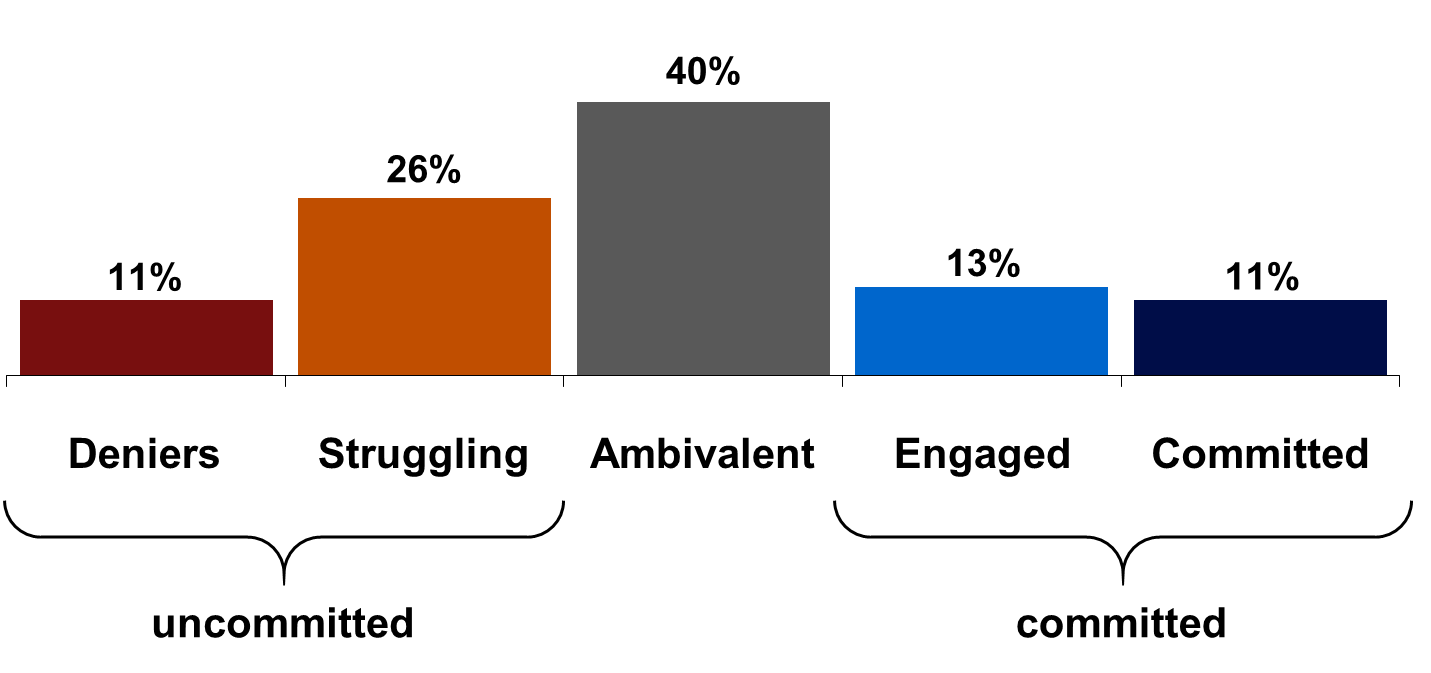 40%
26%
11%
13%
11%
Deniers
Struggling
Ambivalent
Engaged
Committed
uncommitted
committed